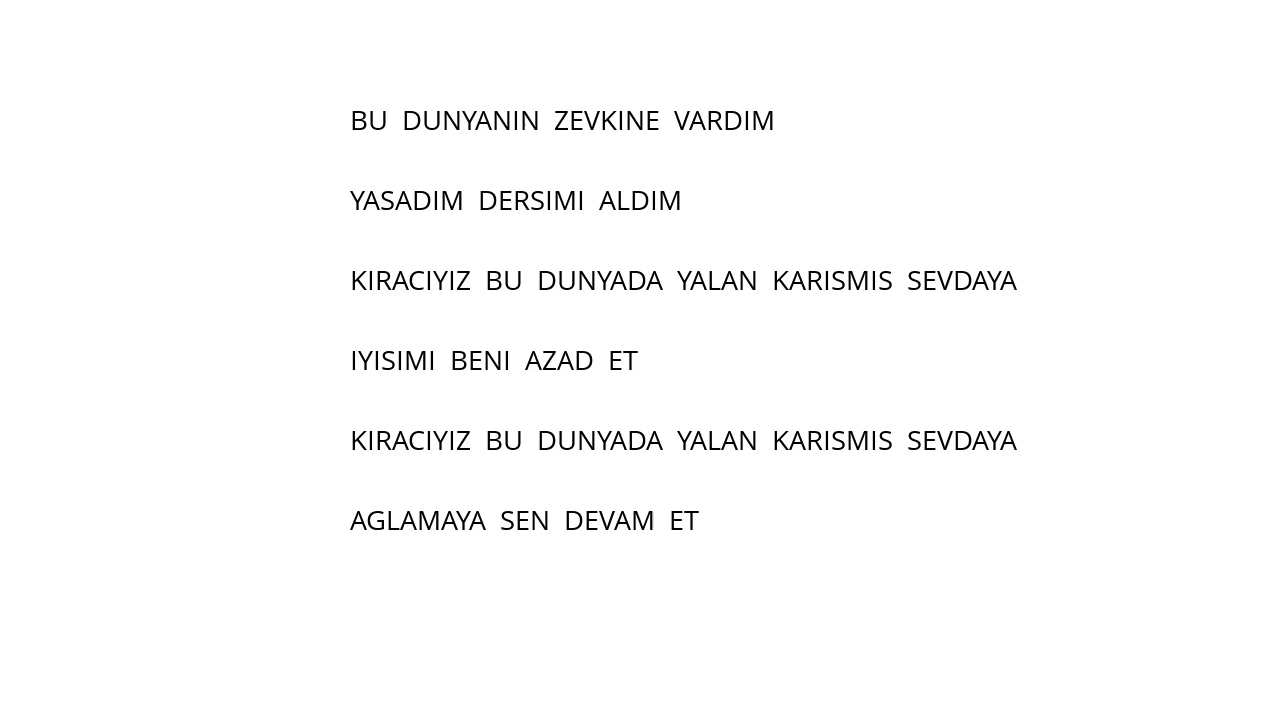 BU DUNYANIN ZEVKINE VARDIM
YASADIM DERSIMI ALDIM
KIRACIYIZ BU DUNYADA YALAN KARISMIS SEVDAYA
IYISIMI BENI AZAD ET
KIRACIYIZ BU DUNYADA YALAN KARISMIS SEVDAYA
AGLAMAYA SEN DEVAM ET